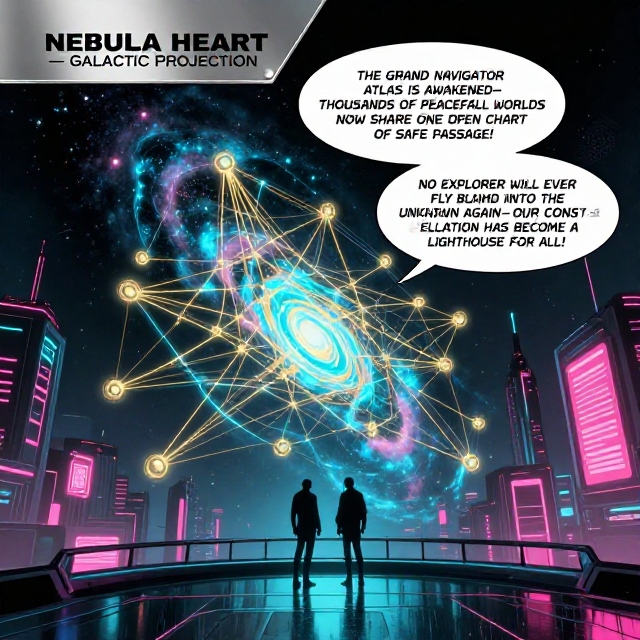 NEBULA HEART
— GALACTIC PROJECTION
THE GRAND NAVIGATOR
ATLAS IS AWAKENED—
THOUSANDS OF PEACEFALL WORLDS
NOW SHARE ONE OPEN CHART
OF SAFE PASSAGE!
NO EXPLORER WILL EVER
FLY INTO THE
AGAIN—OUR CONST-
ELLATION HAS BECOME A
LIGHTHOUSE FOR ALL!